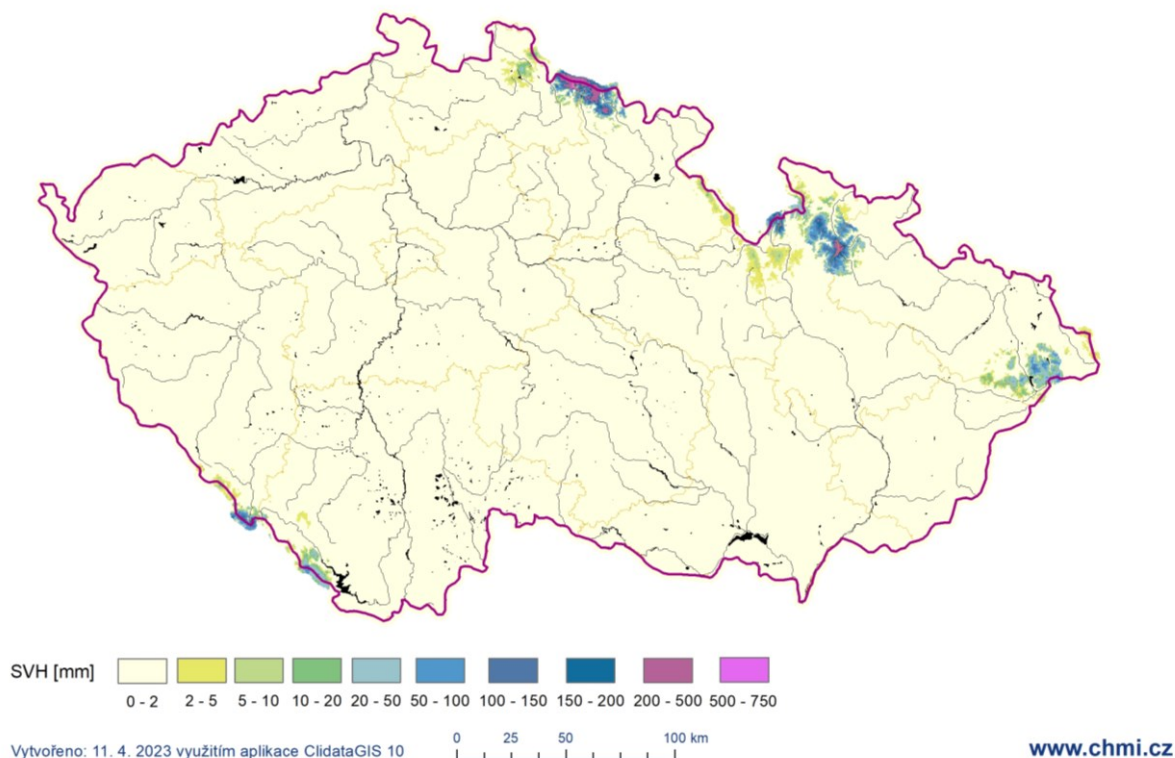 SVH [mm]
0 - 2 2 - 5 5 - 10 10 - 20 20 - 50 50 - 100 100 - 150 150 - 200 200 - 500 500 - 750
Vytvořeno: 11. 4. 2023 využitím aplikace ClidataGIS 10
0 25 50 100 km
www.chmi.cz